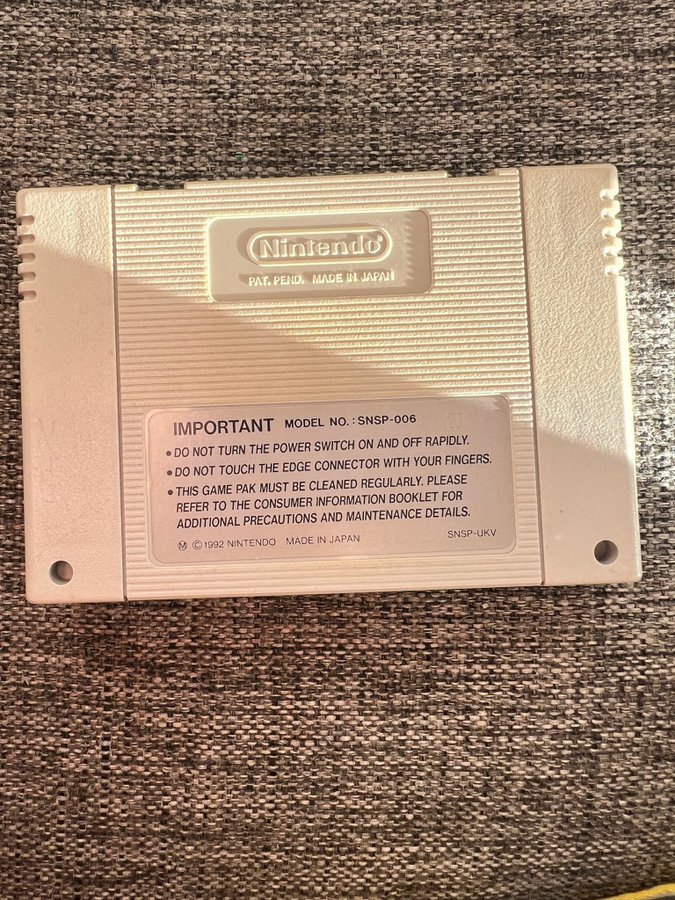 Nintendo®
PAT. PEND. MADE IN JAPAN
IMPORTANT MODEL NO.: SNSP-006
• DO NOT TURN THE POWER SWITCH ON AND OFF RAPIDLY.
• DO NOT TOUCH THE EDGE CONNECTOR WITH YOUR FINGERS.
• THIS GAME PAK MUST BE CLEANED REGULARLY. PLEASE
REFER TO THE CONSUMER INFORMATION BOOKLET FOR
ADDITIONAL PRECAUTIONS AND MAINTENANCE DETAILS.
Ⓜ © 1992 NINTENDO MADE IN JAPAN SNSP-UKV